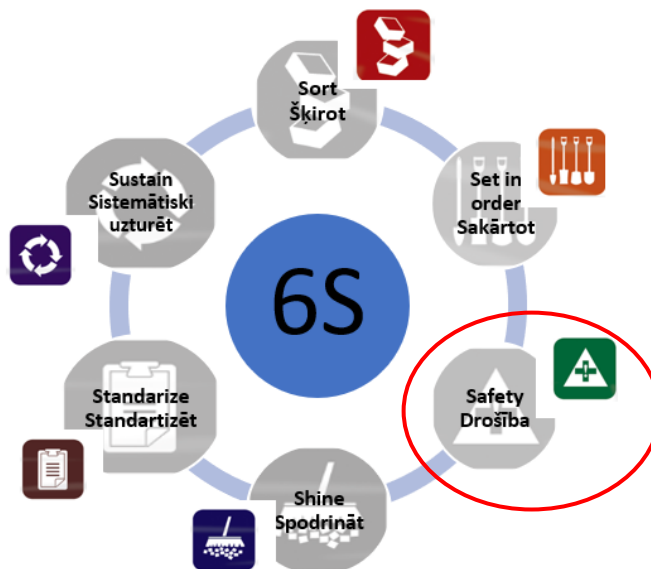 Sort
Šķirot
Set in
order
Sakārtot
Safety
Drošība
Shine
Spodrināt
Standarize
Standartizēt
Sustain
Sistemātiski
uzturēt
6S